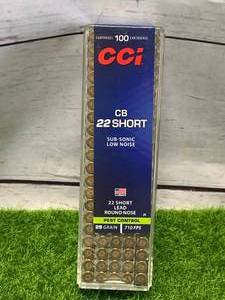 CARTRIDGES 100 CARTOUCHES
CCi
CB
22 SHORT
SUB-SONIC
LOW NOISE
22 SHORT
LEAD
ROUND NOSE
PEST CONTROL
29 GRAIN 710 FPS